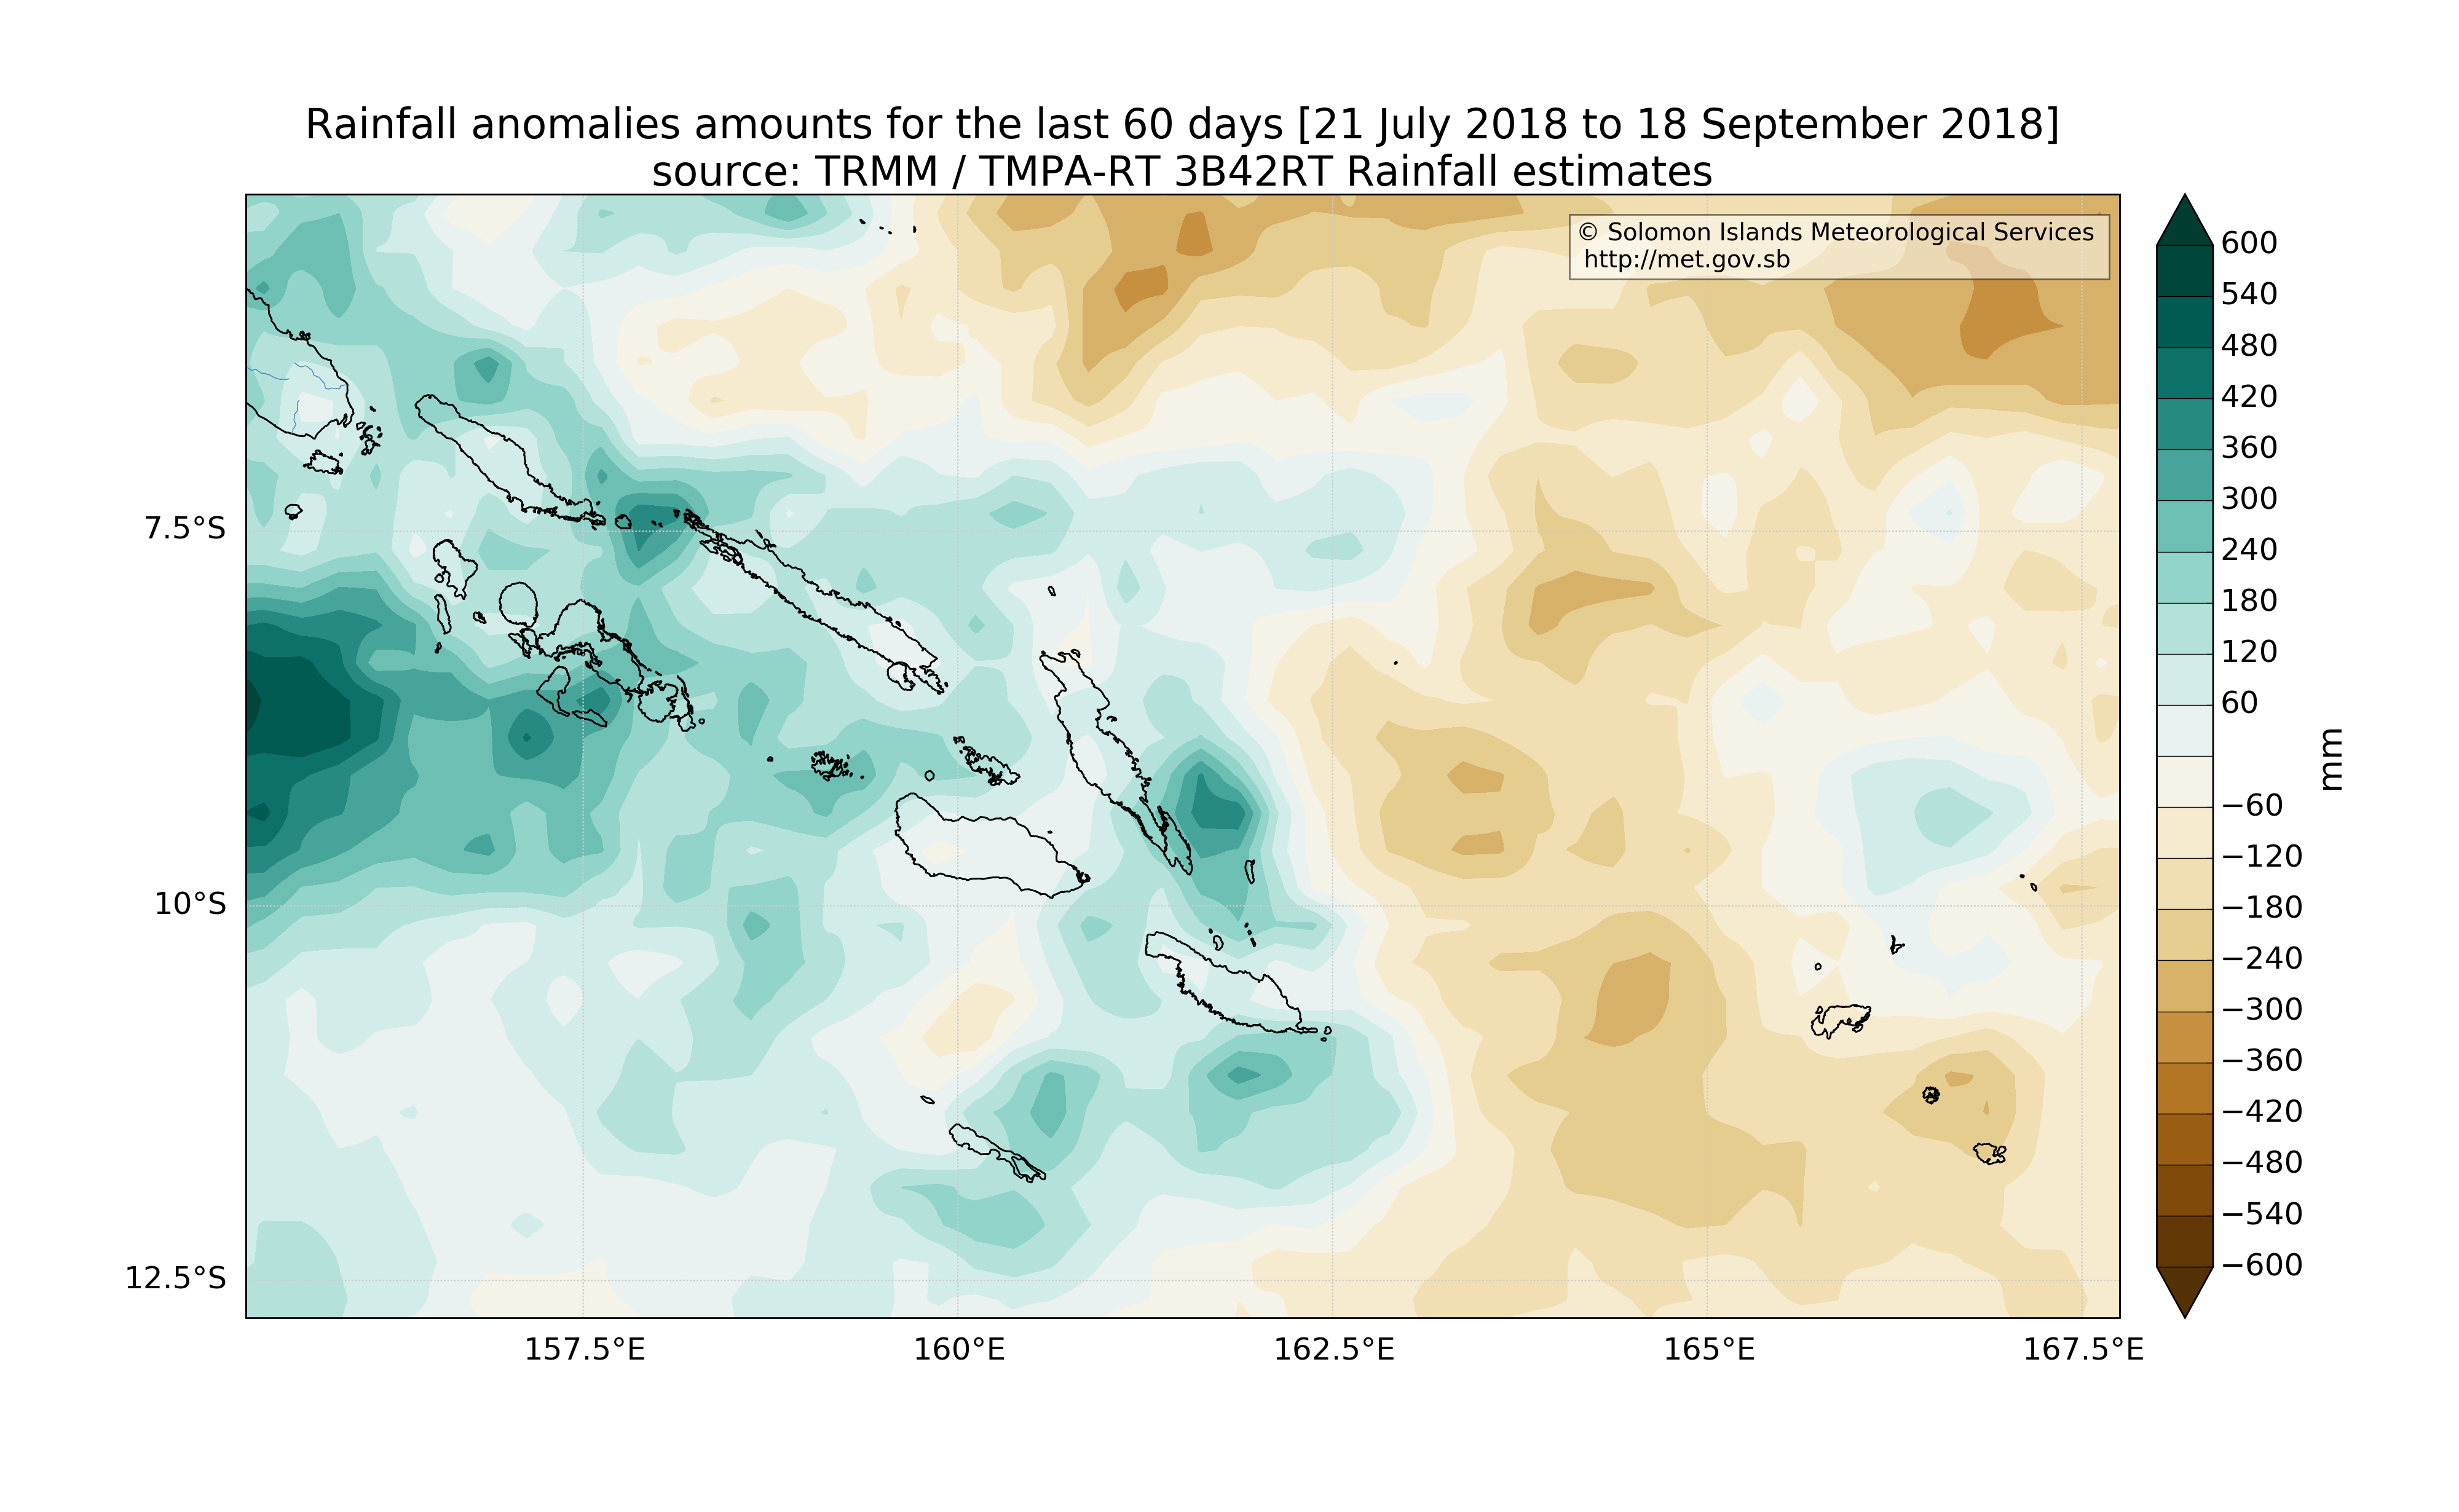 Rainfall anomalies amounts for the last 60 days [21 July 2018 to 18 September 2018]
source: TRMM / TMPA-RT 3B42RT Rainfall estimates
© Solomon Islands Meteorological Services
http://met.gov.sb
7.5°S
10°S
12.5°S
157.5°E
160°E
162.5°E
165°E
167.5°E
600
540
480
420
360
300
240
180
120
60
−60
−120
−180
−240
−300
−360
−420
−480
−540
−600
mm